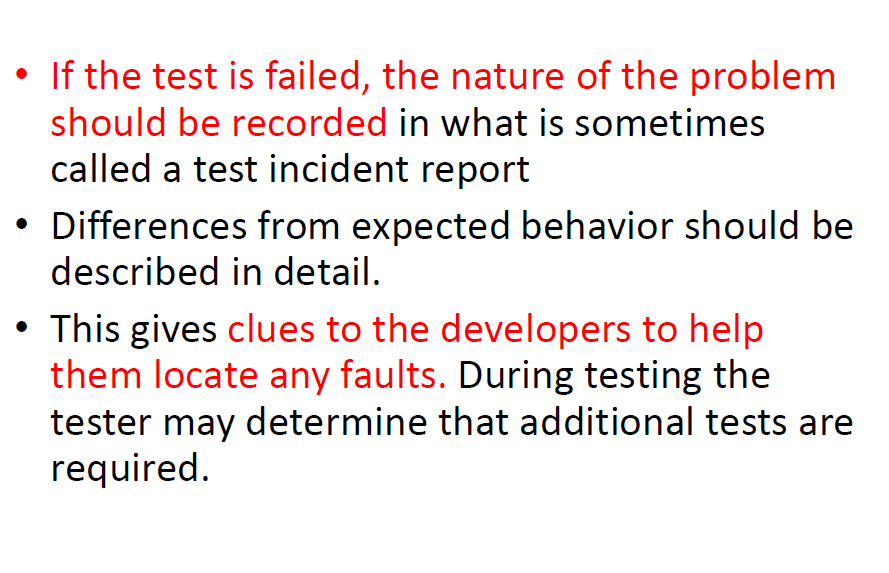 • If the test is failed, the nature of the problem
should be recorded in what is sometimes
called a test incident report
• Differences from expected behavior should be
described in detail.
• This gives clues to the developers to help
them locate any faults. During testing the
tester may determine that additional tests are
required.